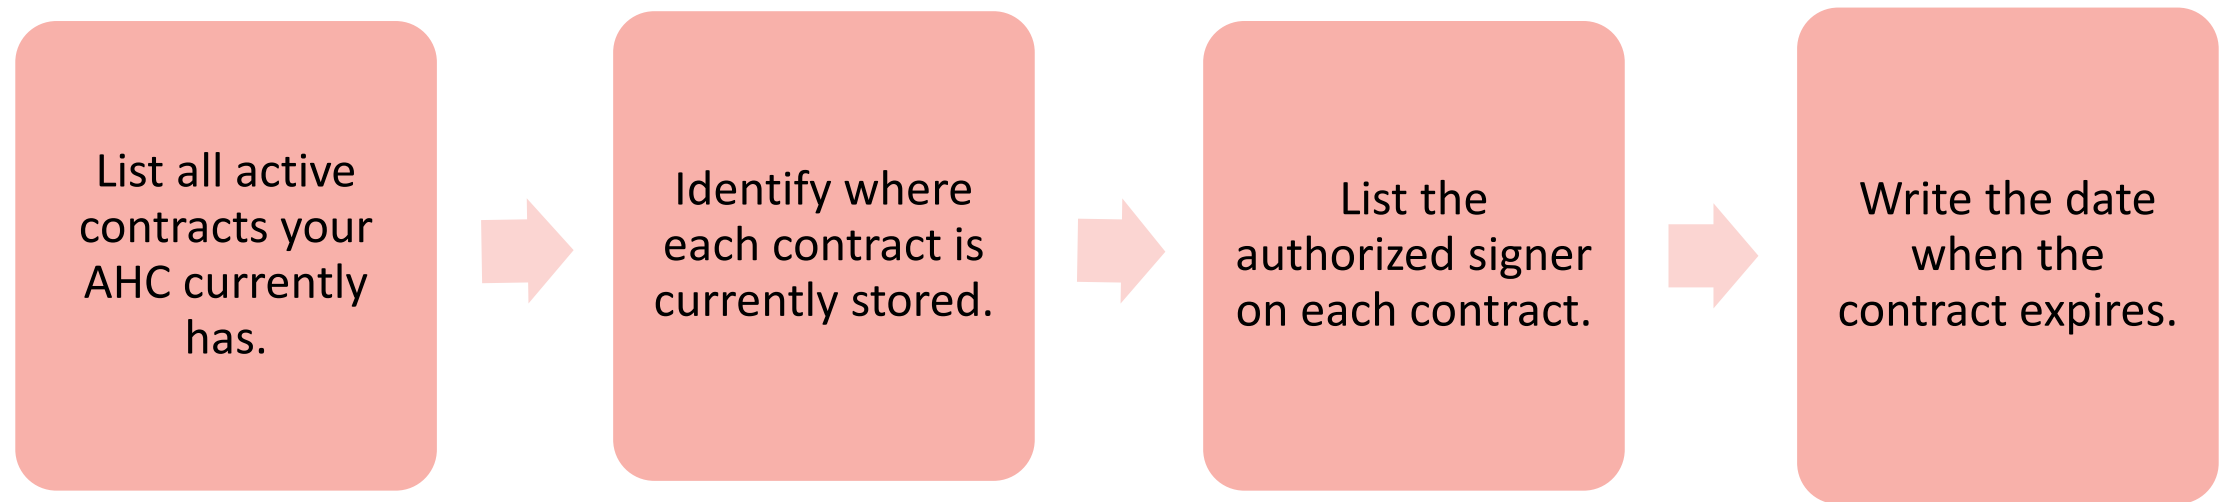 List all active
contracts your
AHC currently
has.
Identify where
each contract is
currently stored.
List the
authorized signer
on each contract.
Write the date
when the
contract expires.